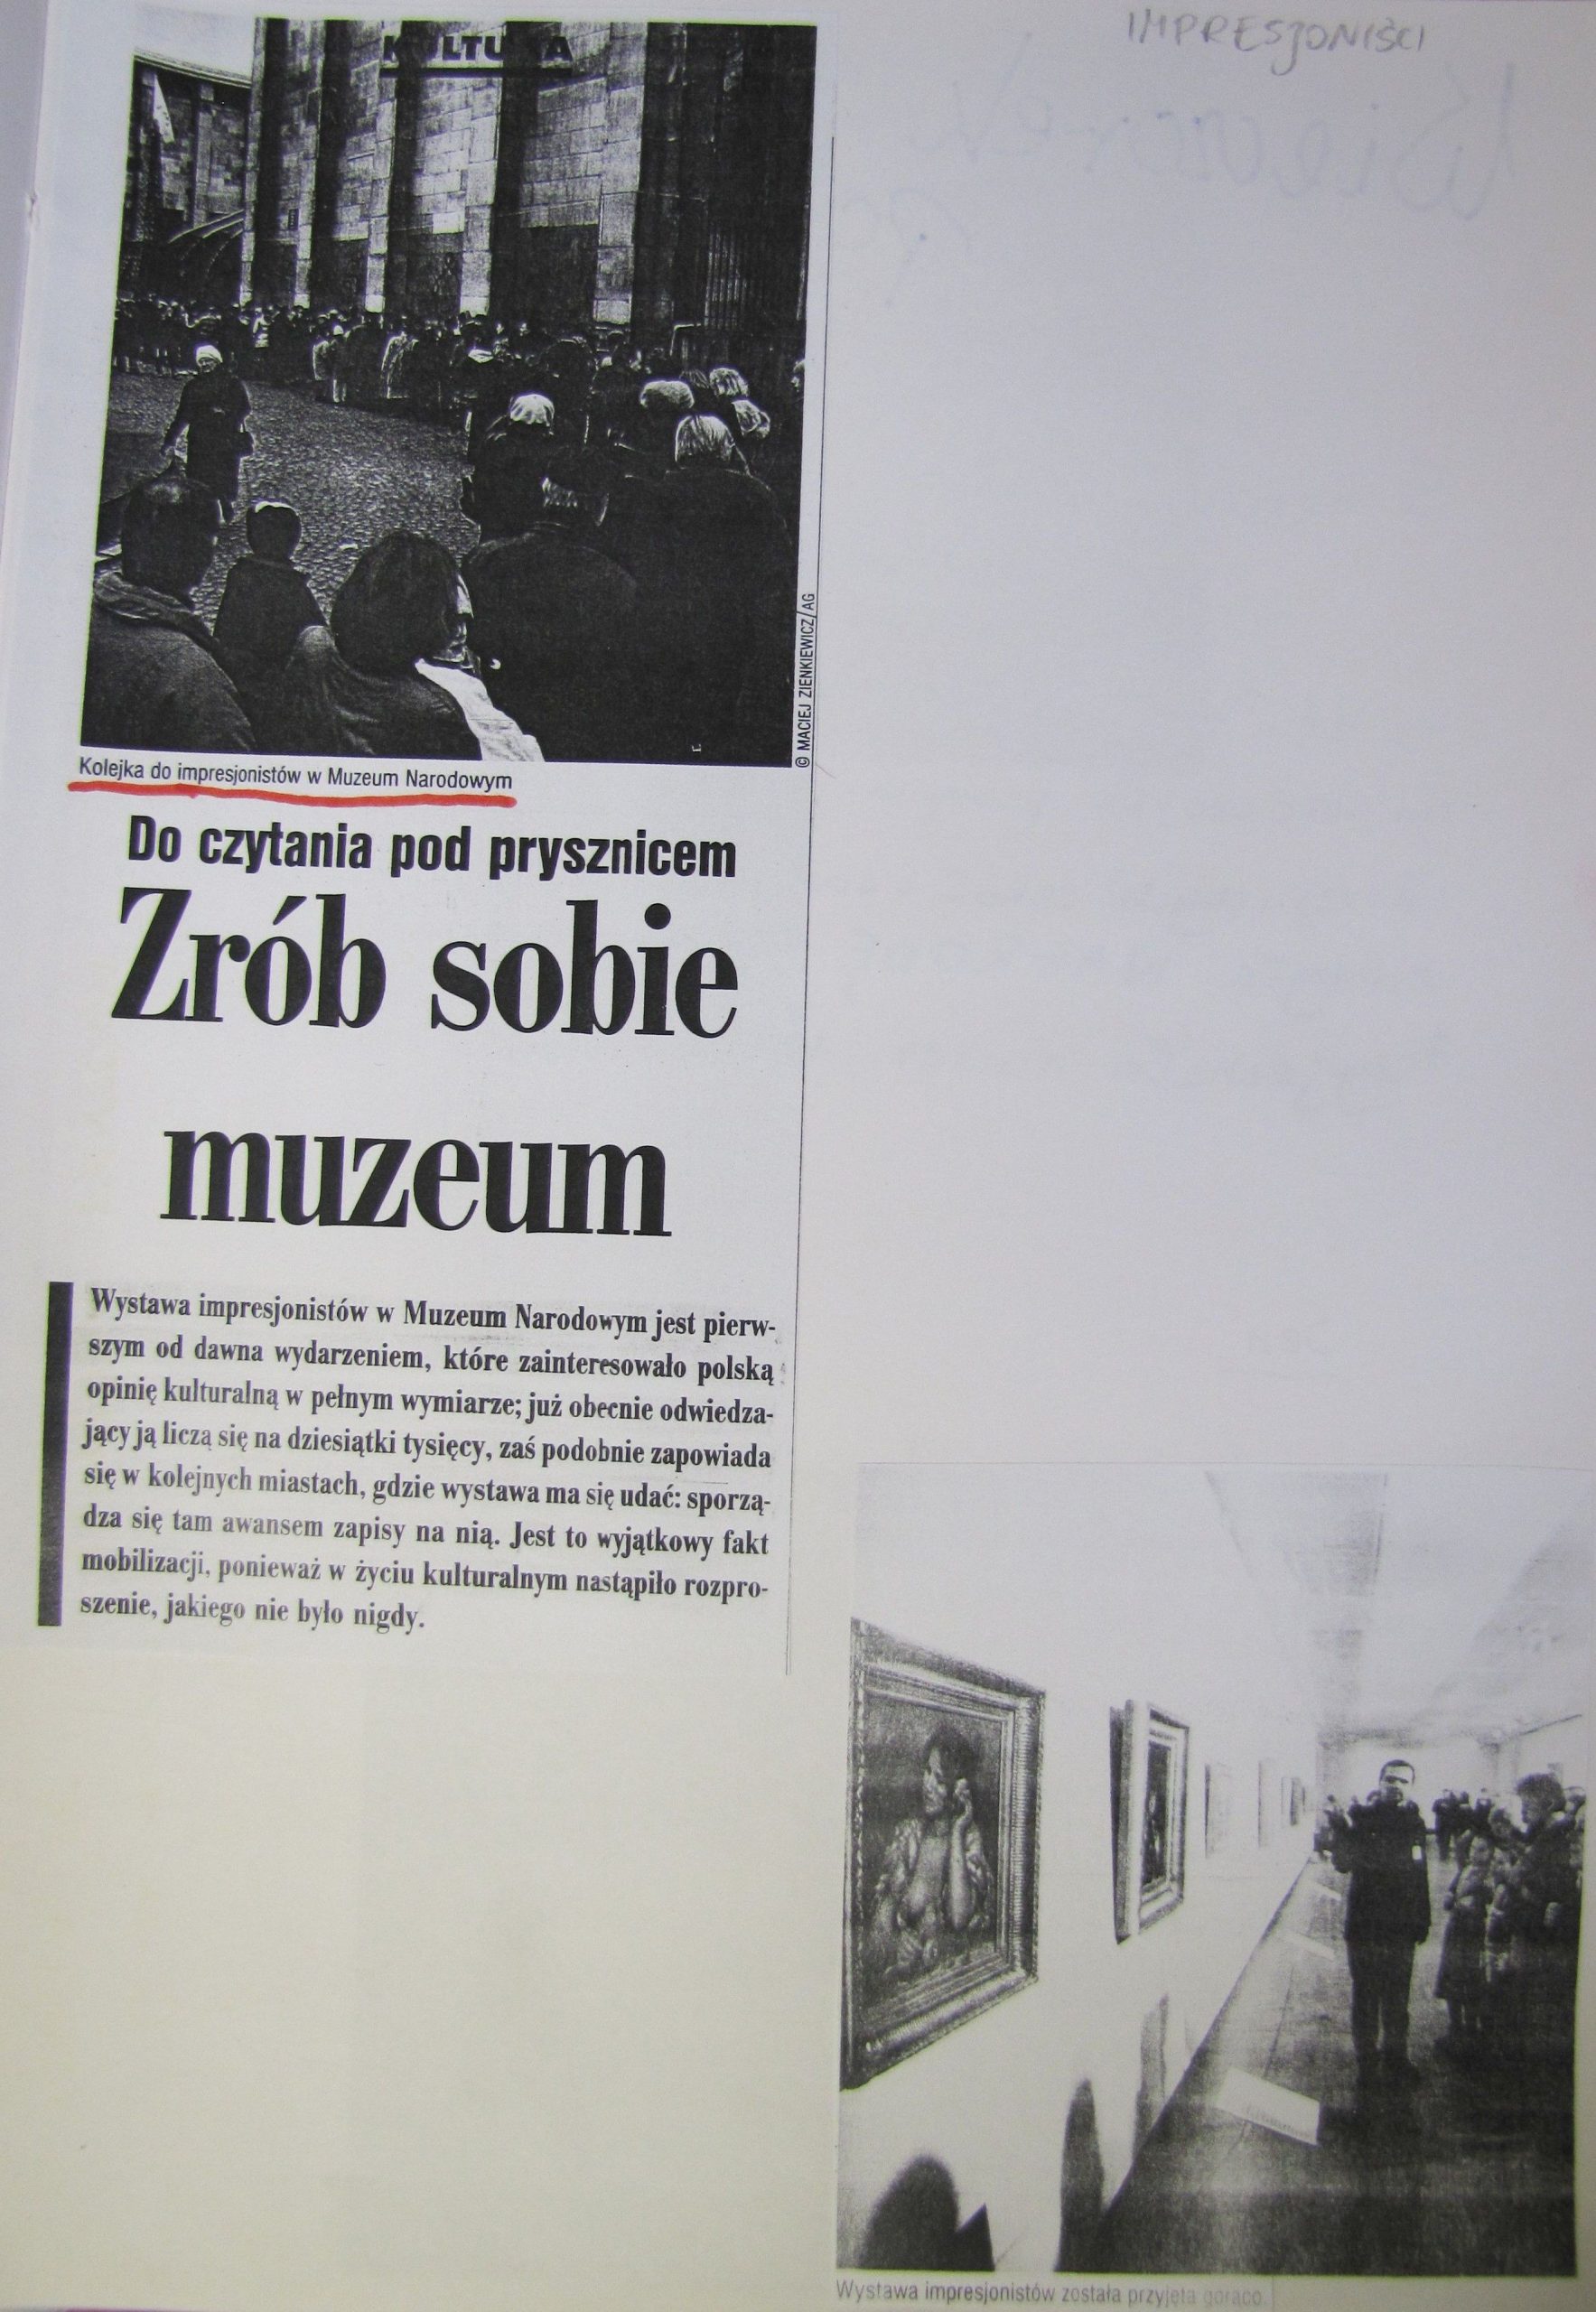 IMPRESJONIŚCI
KULTURA
© MACIEJ ZIENKIEWICZ/AG
Kolejka do impresjonistów w Muzeum Narodowym
Do czytania pod prysznicem
Zrób sobie
muzeum
Wystawa impresjonistów w Muzeum Narodowym jest pierw-
szym od dawna wydarzeniem, które zainteresowało polską
opinię kulturalną w pełnym wymiarze; już obecnie odwiedza-
jący ją liczą się na dziesiątki tysięcy, zaś podobnie zapowiada
się w kolejnych miastach, gdzie wystawa ma się udać: sporzą-
dza się tam awansem zapisy na nią. Jest to wyjątkowy fakt
mobilizacji, ponieważ w życiu kulturalnym nastąpiło rozpro-
szenie, jakiego nie było nigdy.
Wystawa impresjonistów została przyjęta gorąco.